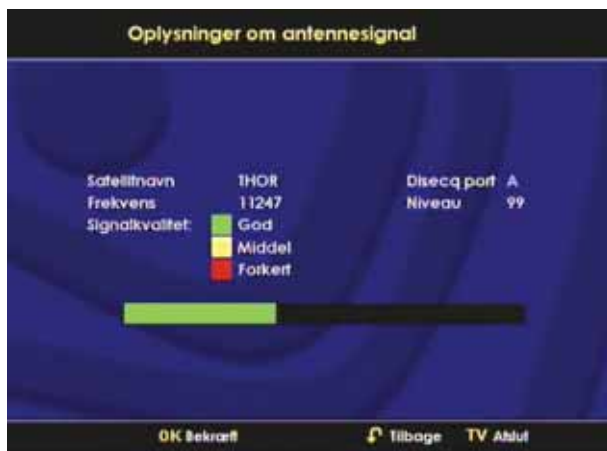 Oplysninger om antennesignal
Satellitnavn THOR Disecq port A
Frekvens 11247 Niveau 99
Signalkvalitet: God
Middel
Forkert
OK Bekræft Tilbage TV Afslut